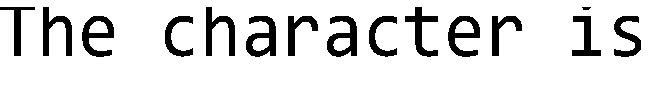 The character is